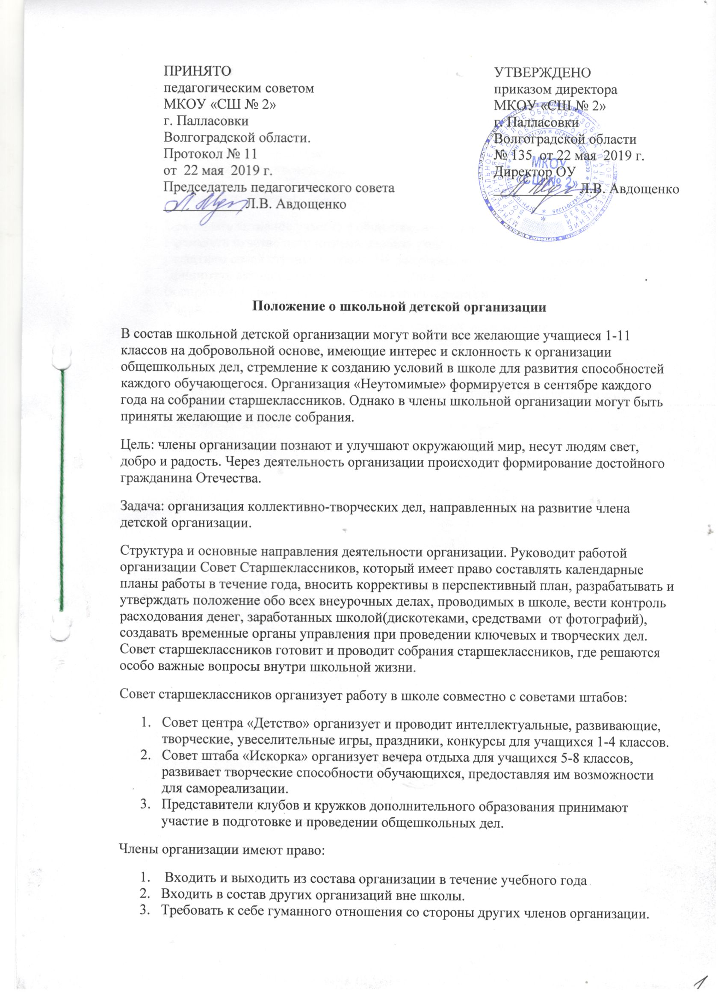 ПРИНЯТО
педагогическим советом
МКОУ «СШ № 2»
г. Палласовки
Волгоградской области.
Протокол № 11
от 22 мая 2019 г.
Председатель педагогического совета
Л.В. Авдощенко
УТВЕРЖДЕНО
приказом директора
МКОУ «СШ № 2»
г. Палласовки
Волгоградской области
№ 135 от 22 мая 2019 г.
Директор ОУ
Л.В. Авдощенко
МКОУ
«СШ № 2»
Положение о школьной детской организации
В состав школьной детской организации могут войти все желающие учащиеся 1-11
классов на добровольной основе, имеющие интерес и склонность к организации
общешкольных дел, стремление к созданию условий в школе для развития способностей
каждого обучающегося. Организация «Неутомимые» формируется в сентябре каждого
года на собрании старшеклассников. Однако в члены школьной организации могут быть
приняты желающие и после собрания.
Цель: члены организации познают и улучшают окружающий мир, несут людям свет,
добро и радость. Через деятельность организации происходит формирование достойного
гражданина Отечества.
Задача: организация коллективно-творческих дел, направленных на развитие члена
детской организации.
Структура и основные направления деятельности организации. Руководит работой
организации Совет Старшеклассников, который имеет право составлять календарные
планы работы в течение года, вносить коррективы в перспективный план, разрабатывать и
утверждать положение обо всех внеурочных делах, проводимых в школе, вести контроль
расходования денег, заработанных школой(дискотеками, средствами от фотографий),
создавать временные органы управления при проведении ключевых и творческих дел.
Совет старшеклассников готовит и проводит собрания старшеклассников, где решаются
особо важные вопросы внутри школьной жизни.
Совет старшеклассников организует работу в школе совместно с советами штабов:
1. Совет центра «Детство» организует и проводит интеллектуальные, развивающие,
творческие, увеселительные игры, праздники, конкурсы для учащихся 1-4 классов.
2. Совет штаба «Искорка» организует вечера отдыха для учащихся 5-8 классов,
развивает творческие способности обучающихся, предоставляя им возможности
для самореализации.
3. Представители клубов и кружков дополнительного образования принимают
участие в подготовке и проведении общешкольных дел.
Члены организации имеют право:
1. Входить и выходить из состава организации в течение учебного года
2. Входить в состав других организаций вне школы.
3. Требовать к себе гуманного отношения со стороны других членов организации.
1